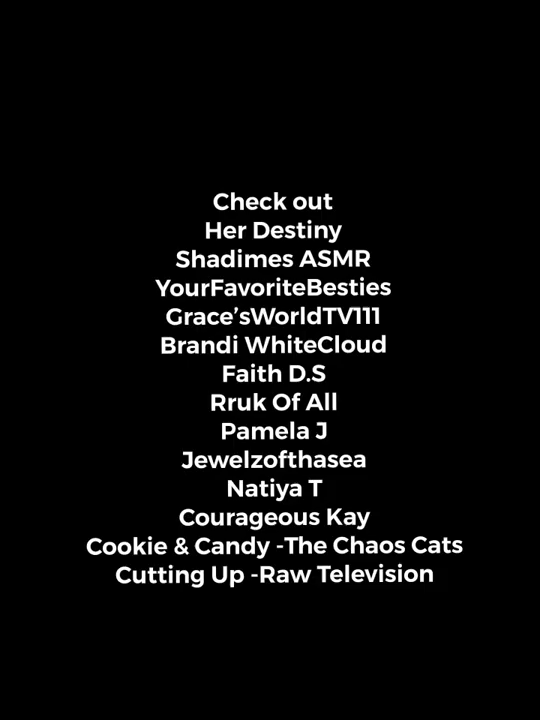 Check out
Her Destiny
Shadimes ASMR
YourFavoriteBesties
Grace’sWorldTV111
Brandi WhiteCloud
Faith D.S
Rruk Of All
Pamela J
Jewelzofthasea
Natiya T
Courageous Kay
Cookie & Candy -The Chaos Cats
Cutting Up -Raw Television